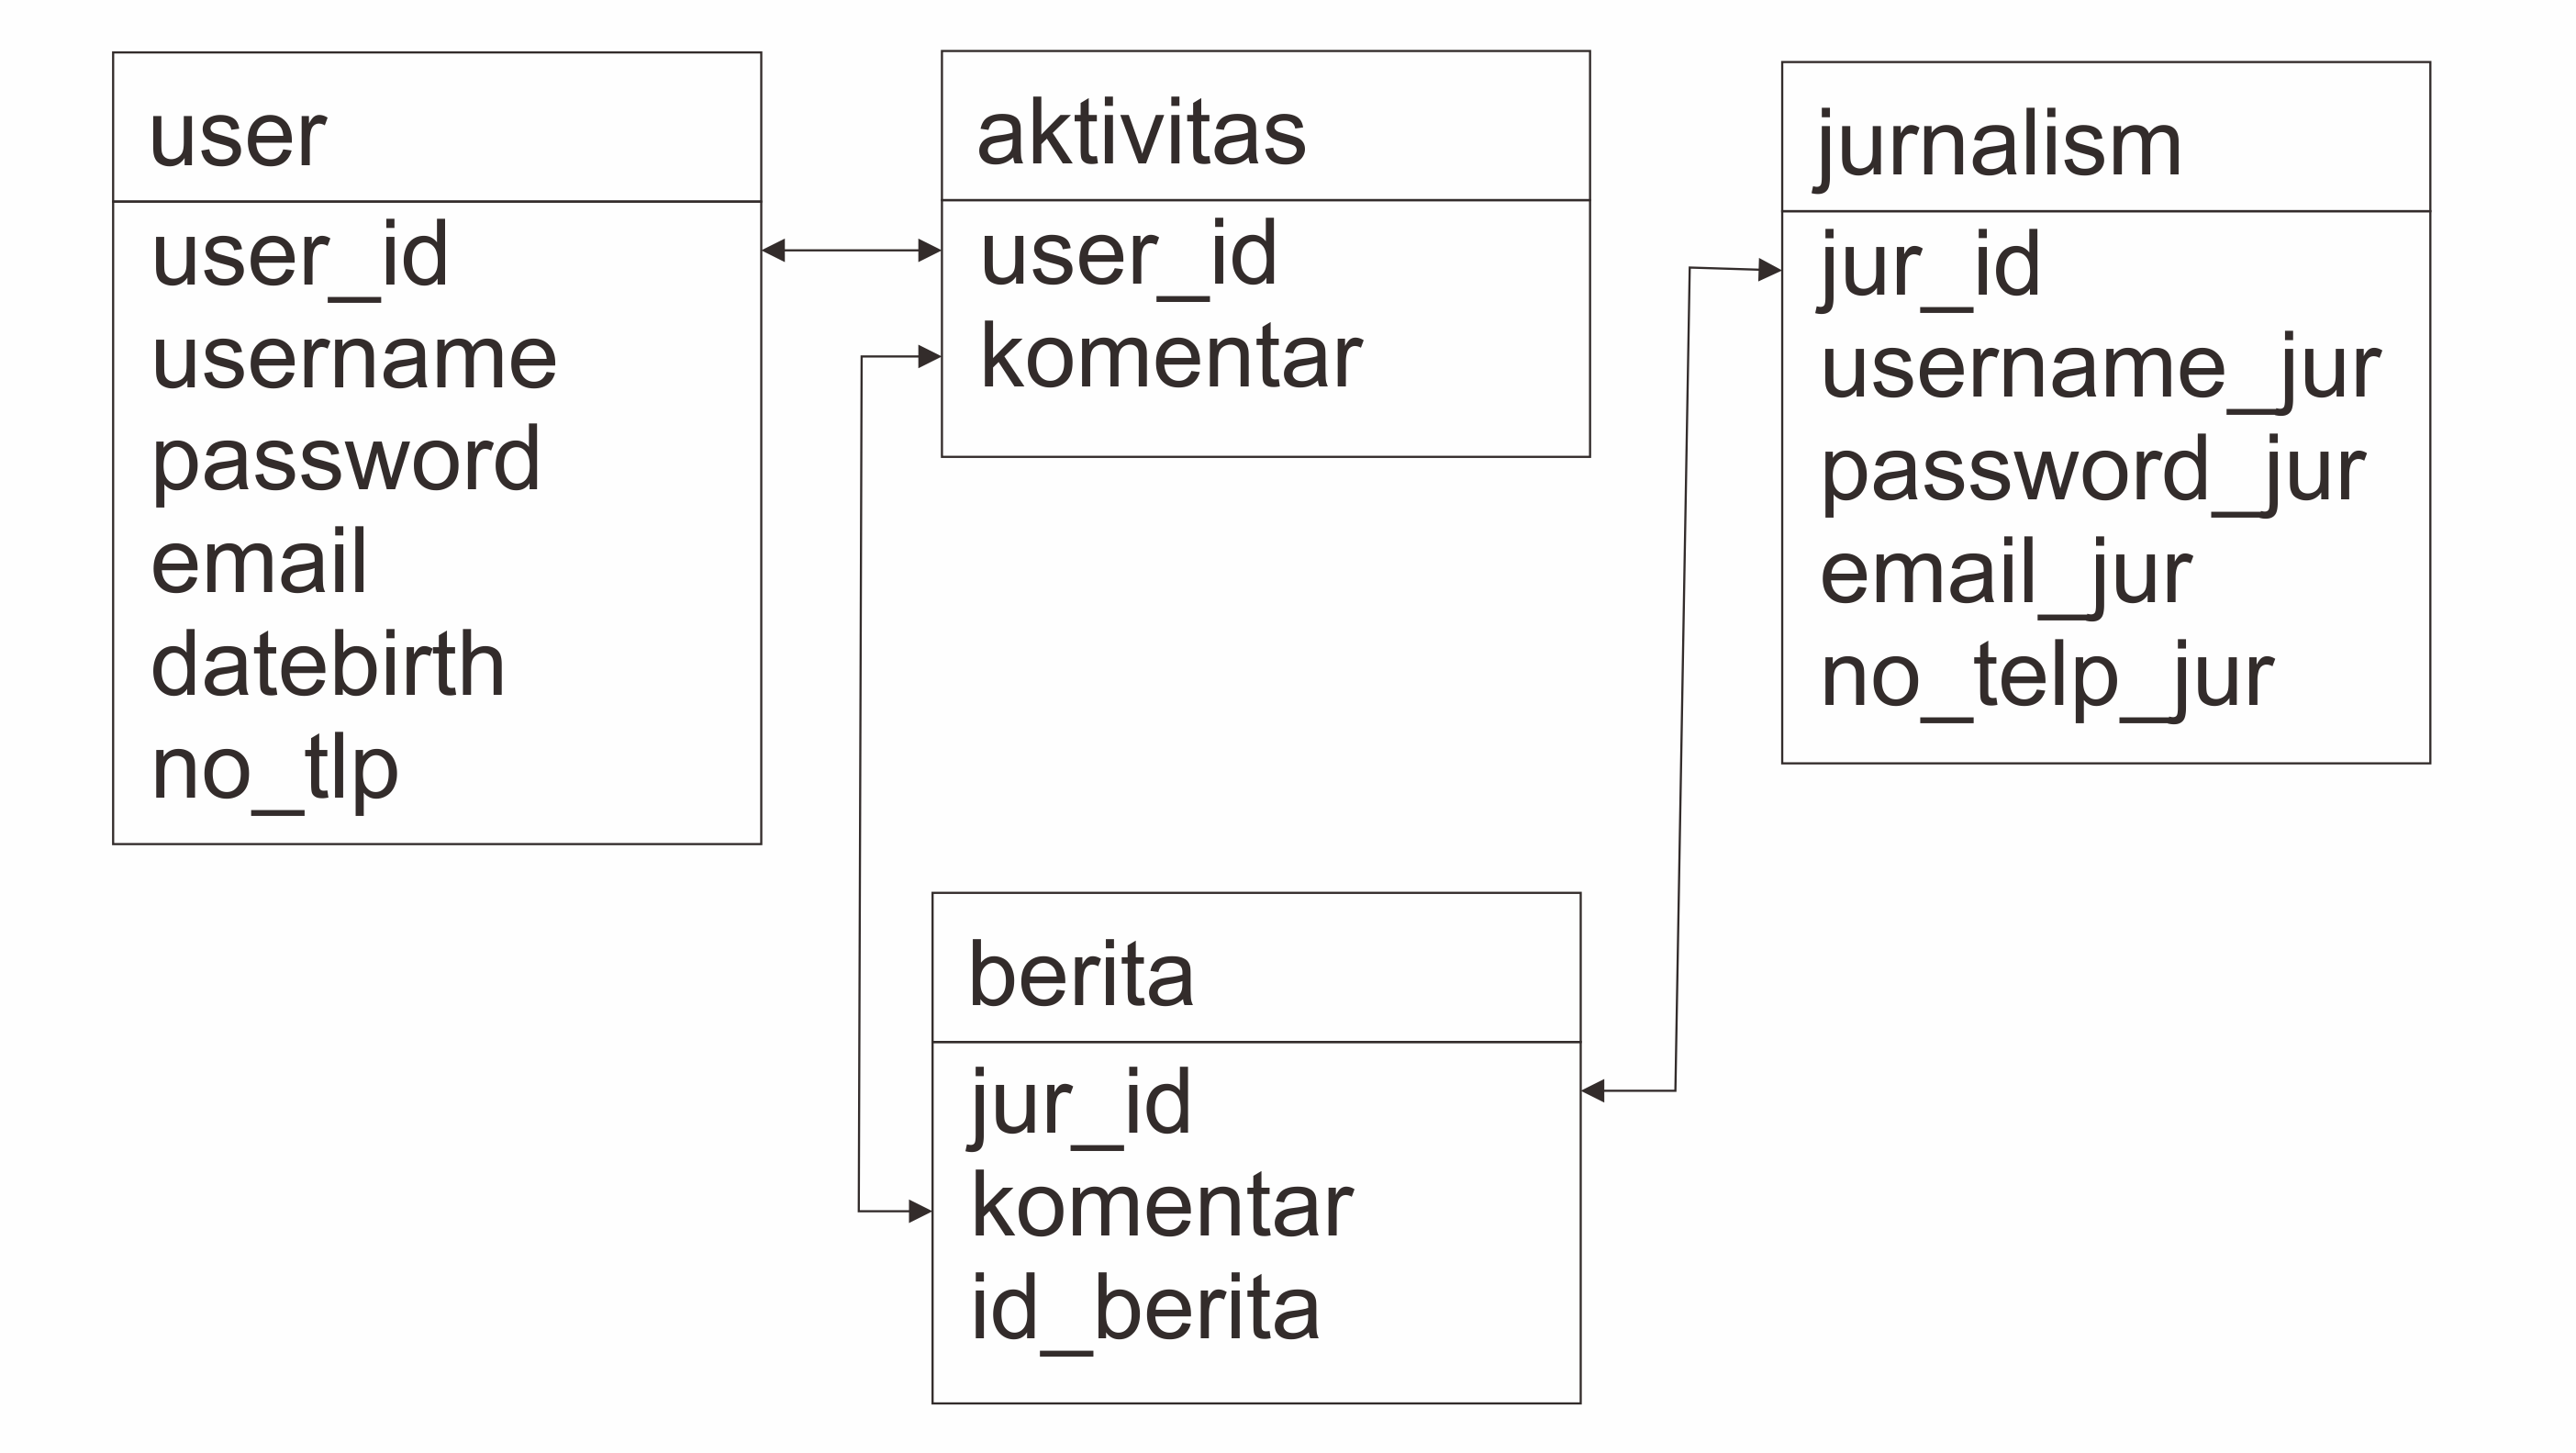 user
user_id
username
password
email
datebirth
no_tlp
aktivitas
user_id
komentar
jurnalism
jur_id
username_jur
password_jur
email_jur
no_telp_jur
berita
jur_id
komentar
id_berita